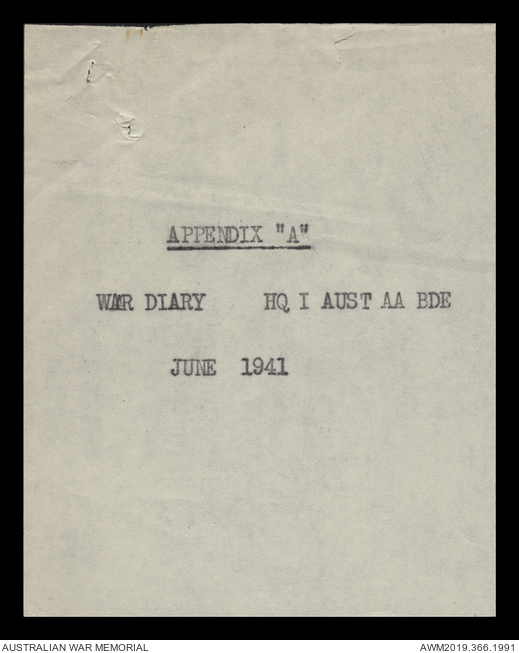 APPENDIX "A"
WAR DIARY HQ I AUST AA BDE
JUNE 1941
AUSTRALIAN WAR MEMORIAL AWM2019.366.1991